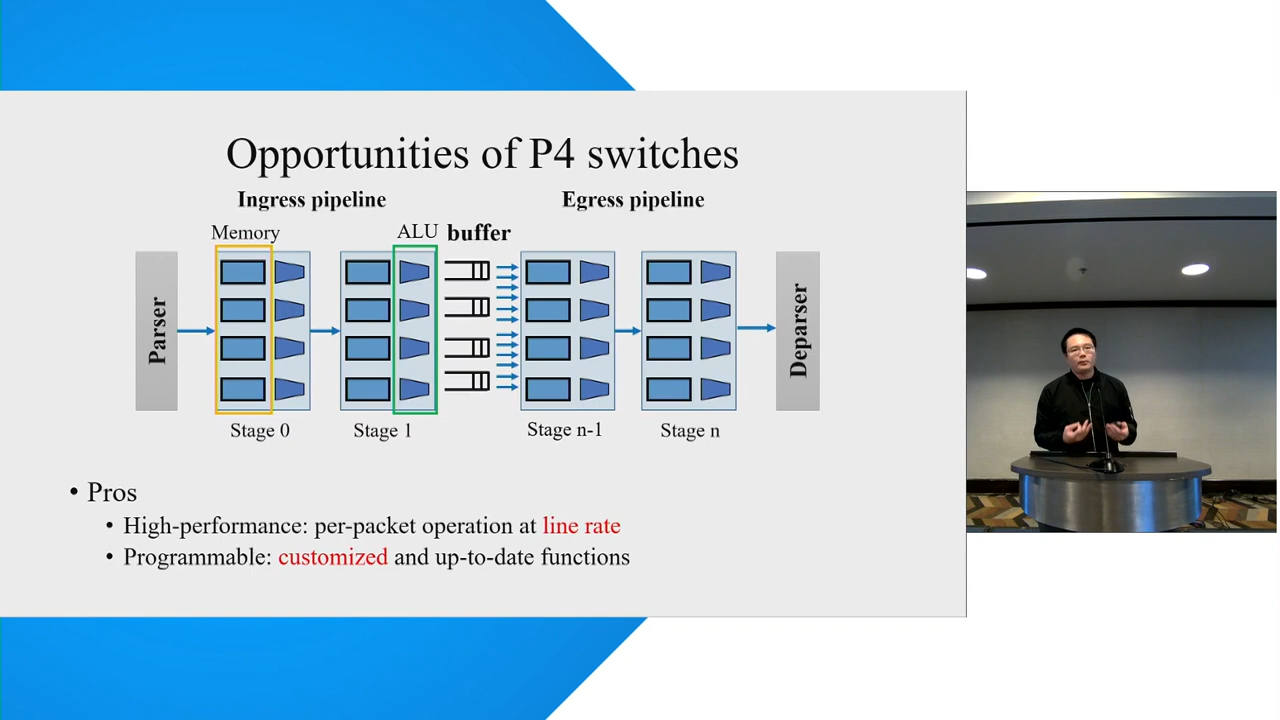 Opportunities of P4 switches
Ingress pipeline
Egress pipeline
Memory
ALU
buffer
Parser
Deparser
Stage 0
Stage 1
Stage n-1
Stage n
• Pros
• High-performance: per-packet operation at line rate
• Programmable: customized and up-to-date functions